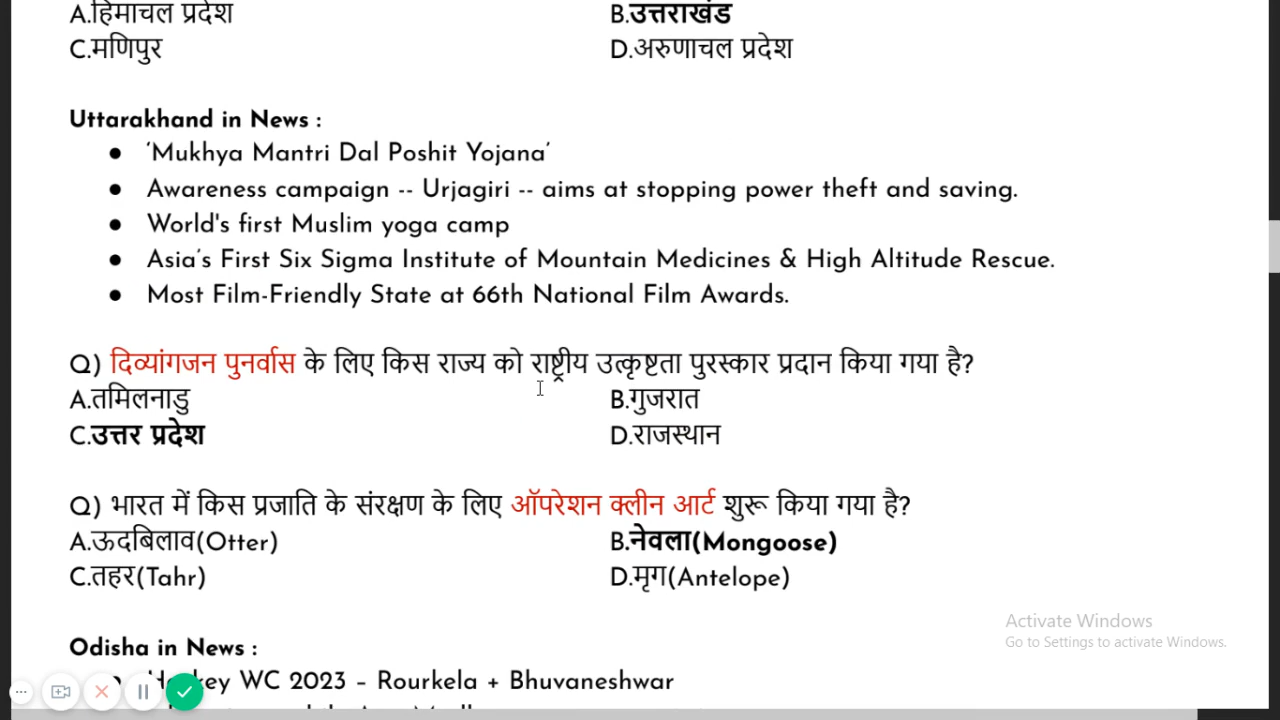 A.हिमाचल प्रदेश B.उत्तराखंड
C.मणिपुर D.अरुणाचल प्रदेश
Uttarakhand in News :
● ‘Mukhya Mantri Dal Poshit Yojana’
● Awareness campaign -- Urjagiri -- aims at stopping power theft and saving.
● World's first Muslim yoga camp
● Asia’s First Six Sigma Institute of Mountain Medicines & High Altitude Rescue.
● Most Film-Friendly State at 66th National Film Awards.
Q) दिव्यांगजन पुनर्वास के लिए किस राज्य को राष्ट्रीय उत्कृष्टता पुरस्कार प्रदान किया गया है?
A.तमिलनाडु B.गुजरात
C.उत्तर प्रदेश D.राजस्थान
Q) भारत में किस प्रजाति के संरक्षण के लिए ऑपरेशन क्लीन आर्ट शुरू किया गया है?
A.ऊदबिलाव(Otter) B.नेवला(Mongoose)
C.तहर(Tahr) D.मृग(Antelope)
Activate Windows
Go to Settings to activate Windows.
Odisha in News :
WC 2023 – Rourkela + Bhuvaneshwar